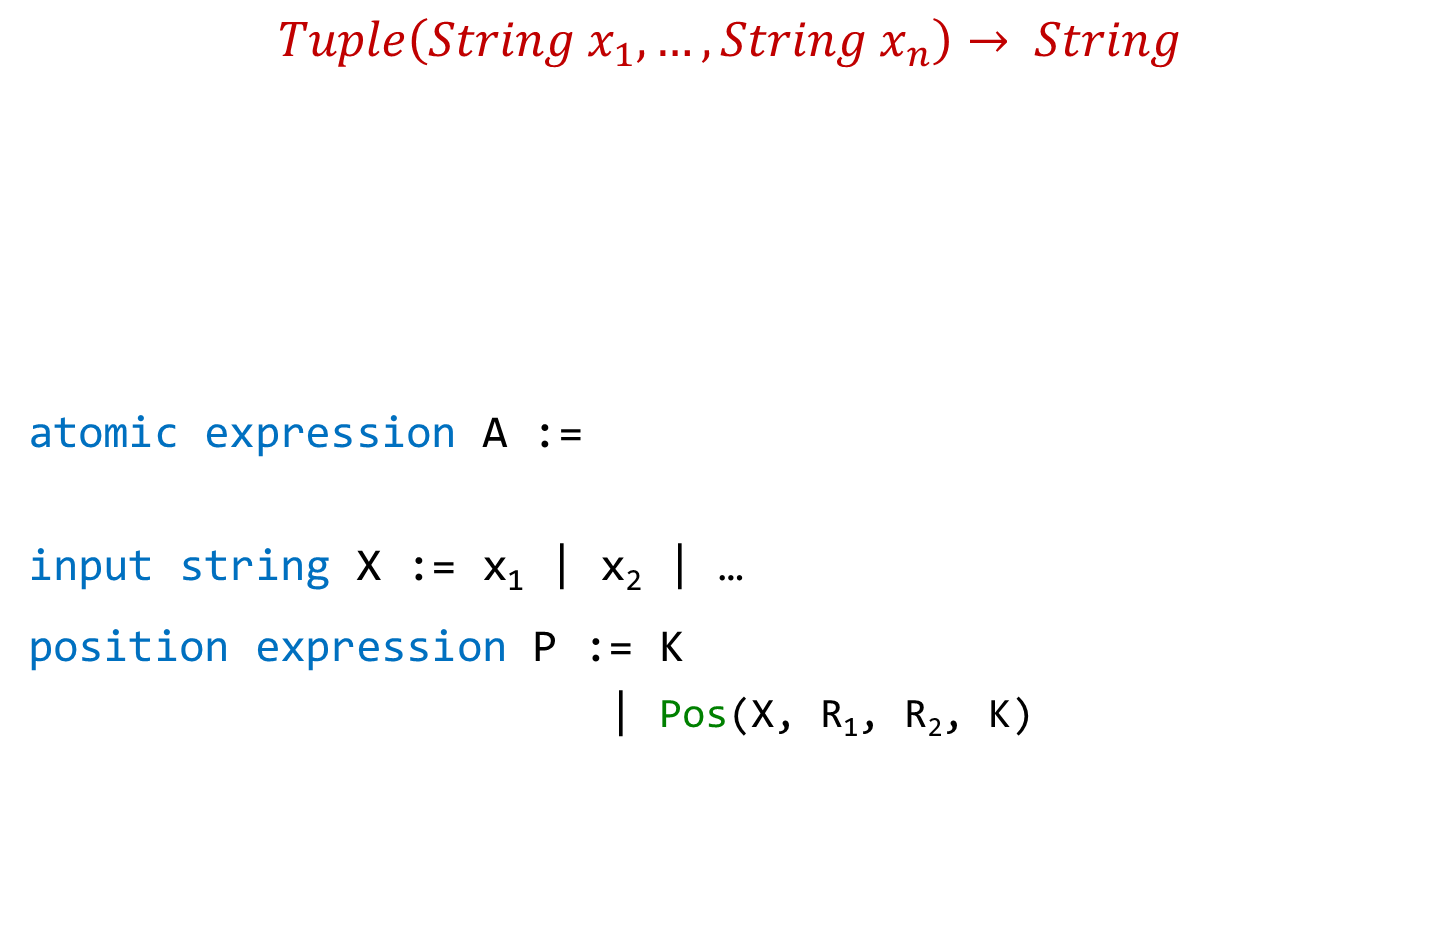 Tuple(String x₁, … , String xₙ) → String
atomic expression A :=
input string X := x₁ | x₂ | …
position expression P := K
| Pos(X, R₁, R₂, K)